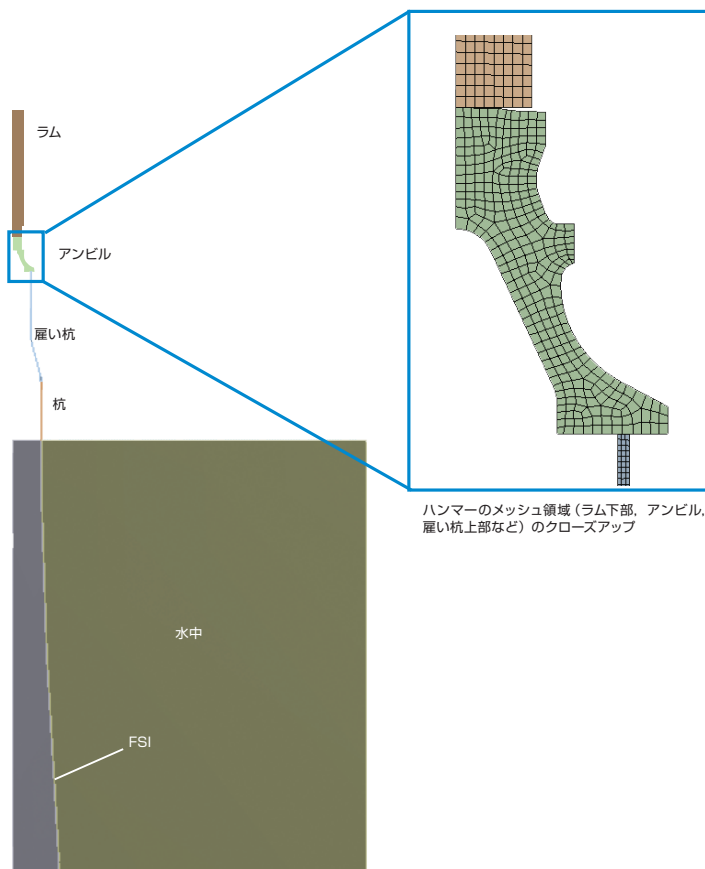 ラム
アンビル
雇い杭
杭
ハンマーのメッシュ領域（ラム下部，アンビル，
雇い杭上部など）のクローズアップ
水中
FSI